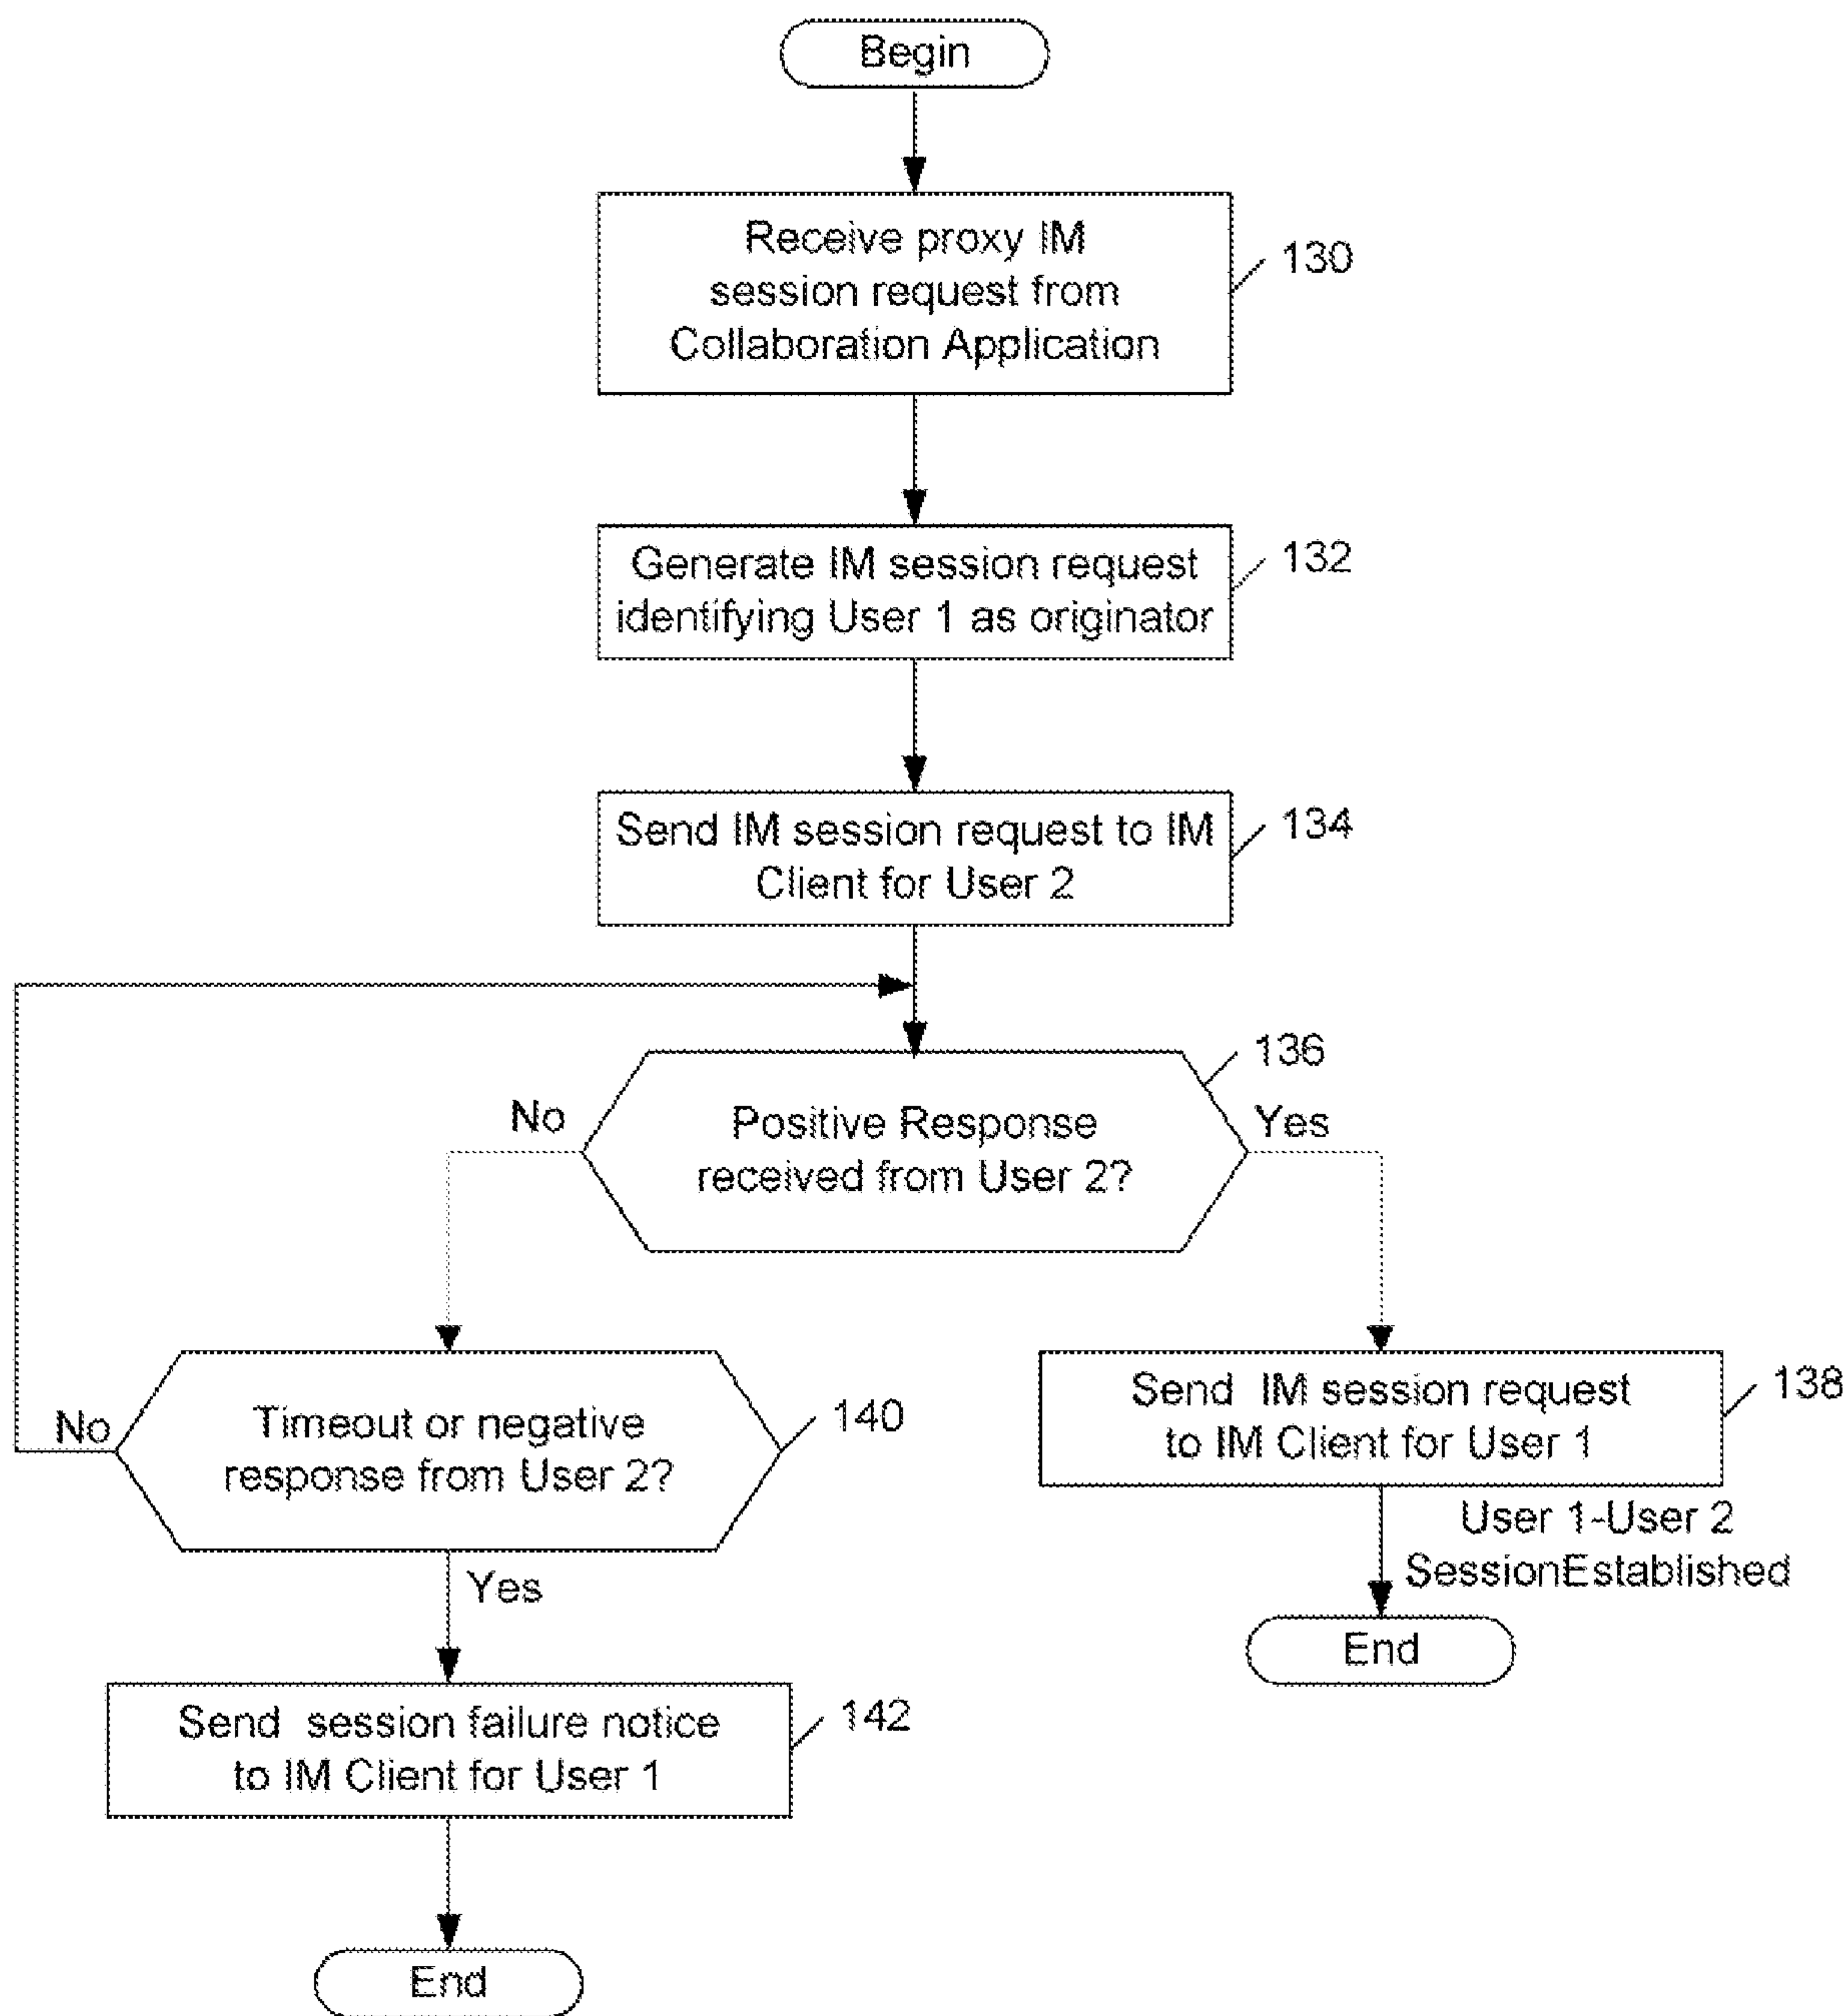 Begin
Receive proxy IM
session request from
Collaboration Application
130
Generate IM session request
identifying User 1 as originator
132
Send IM session request to IM
Client for User 2
134
136
No
Positive Response
received from User 2?
Yes
No
Timeout or negative
response from User 2?
140
Send IM session request
to IM Client for User 1
138
User 1-User 2
SessionEstablished
Yes
End
Send session failure notice
to IM Client for User 1
142
End